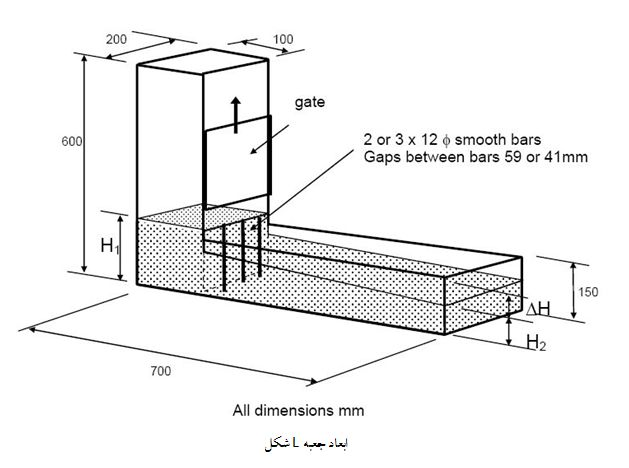 200
100
gate
600
2 or 3 x 12 ϕ smooth bars
Gaps between bars 59 or 41mm
H1
150
ΔH
H2
700
All dimensions mm
ابعاد جعبه L شکل